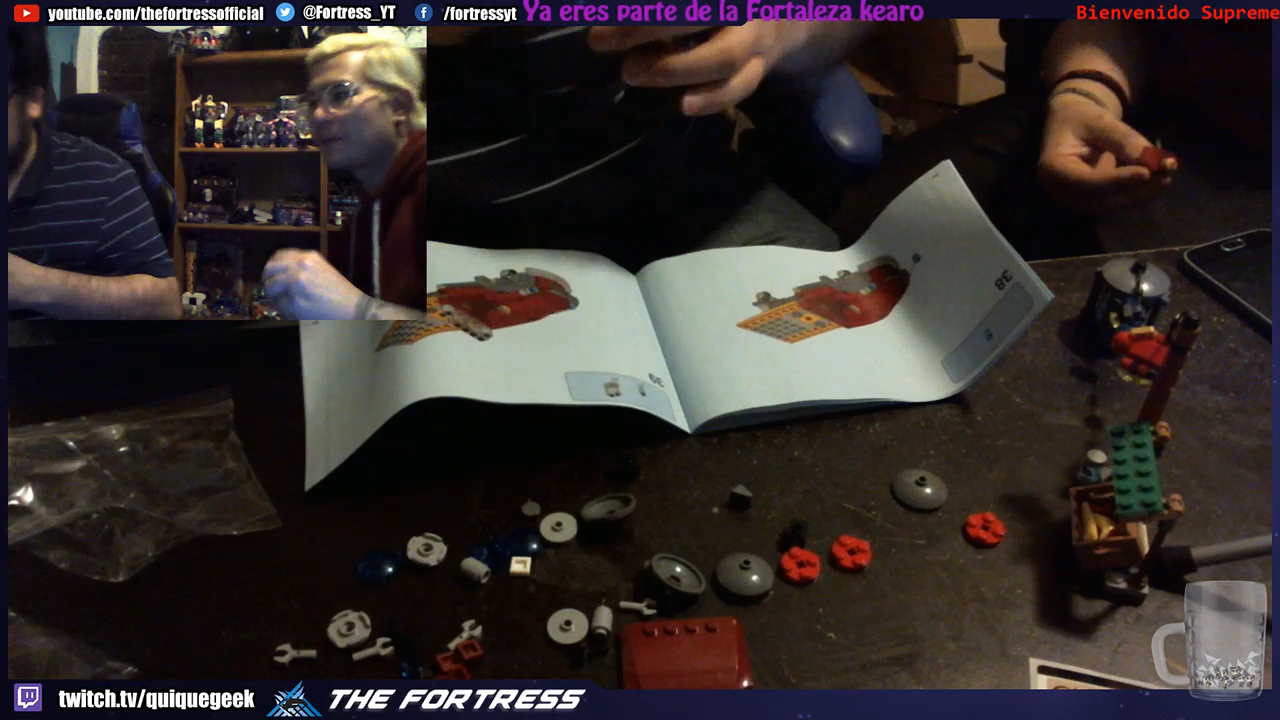 youtube.com/thefortressofficial @Fortress_YT /fortressyt Ya eres parte de la Fortaleza kearo Bienvenido Supreme
38
39
twitch.tv/quiquegeek THE FORTRESS